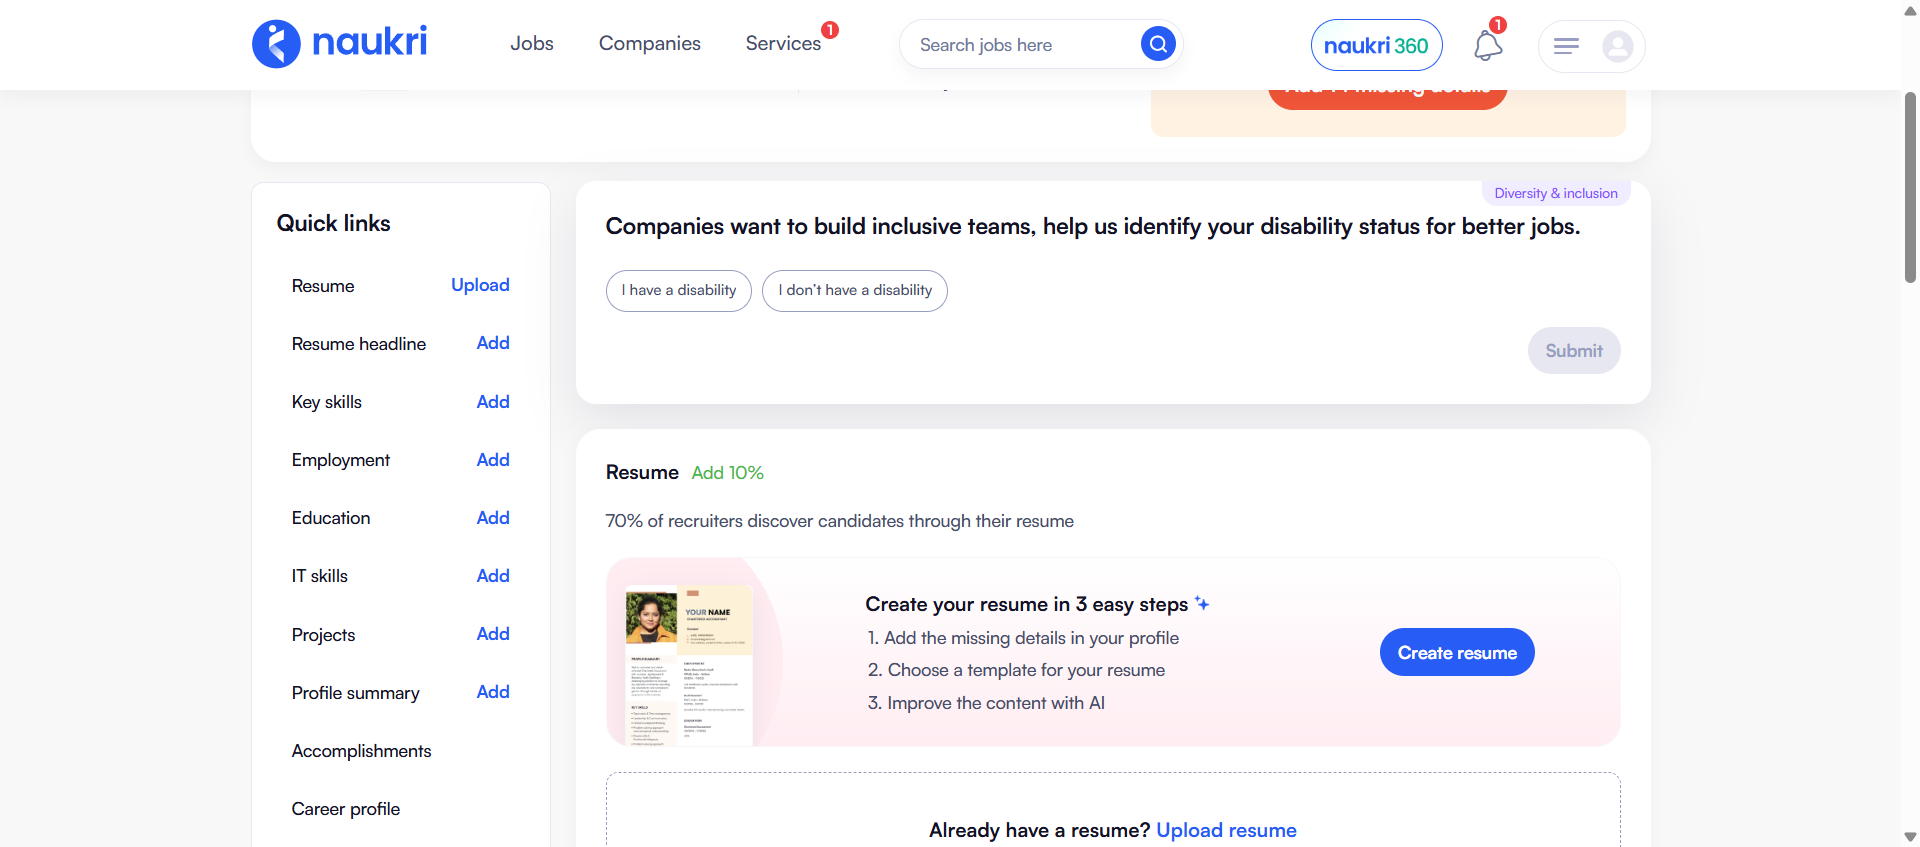 naukri
Jobs
Companies
Services
1
Search jobs here
naukri 360
1
Diversity & inclusion
Quick links
Resume
Upload
Resume headline
Add
Key skills
Add
Employment
Add
Education
Add
IT skills
Add
Projects
Add
Profile summary
Add
Accomplishments
Career profile
Companies want to build inclusive teams, help us identify your disability status for better jobs.
I have a disability
I don't have a disability
Submit
Resume Add 10%
70% of recruiters discover candidates through their resume
YOUR NAME
Create your resume in 3 easy steps
1. Add the missing details in your profile
2. Choose a template for your resume
3. Improve the content with AI
Create resume
Already have a resume? Upload resume